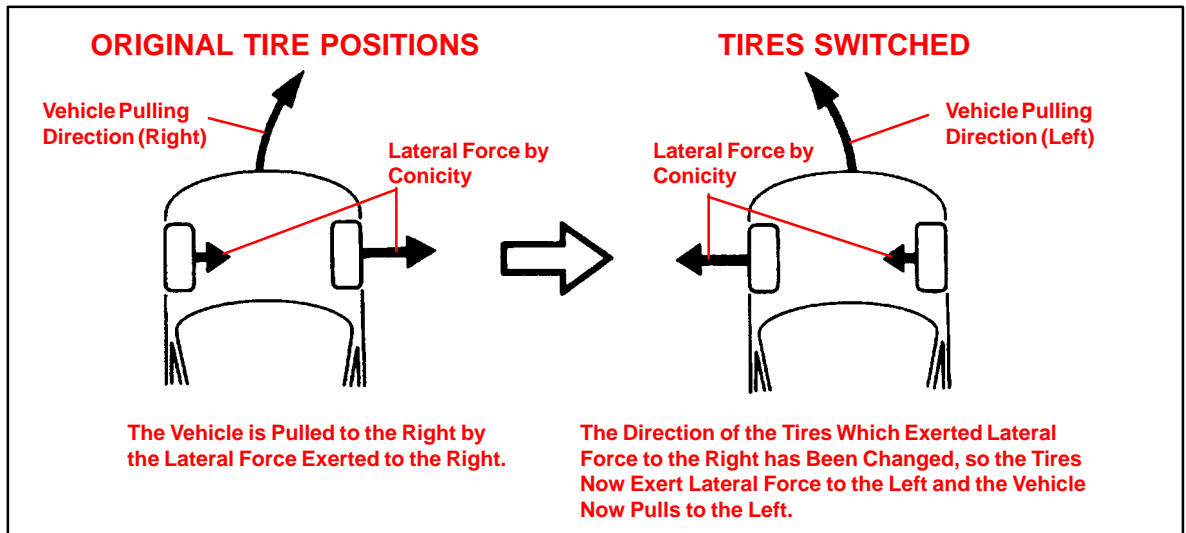 ORIGINAL TIRE POSITIONS
Vehicle Pulling
Direction (Right)
Lateral Force by
Conicity
The Vehicle is Pulled to the Right by
the Lateral Force Exerted to the Right.
TIRES SWITCHED
Vehicle Pulling
Direction (Left)
Lateral Force by
Conicity
The Direction of the Tires Which Exerted Lateral
Force to the Right has Been Changed, so the Tires
Now Exert Lateral Force to the Left and the Vehicle
Now Pulls to the Left.